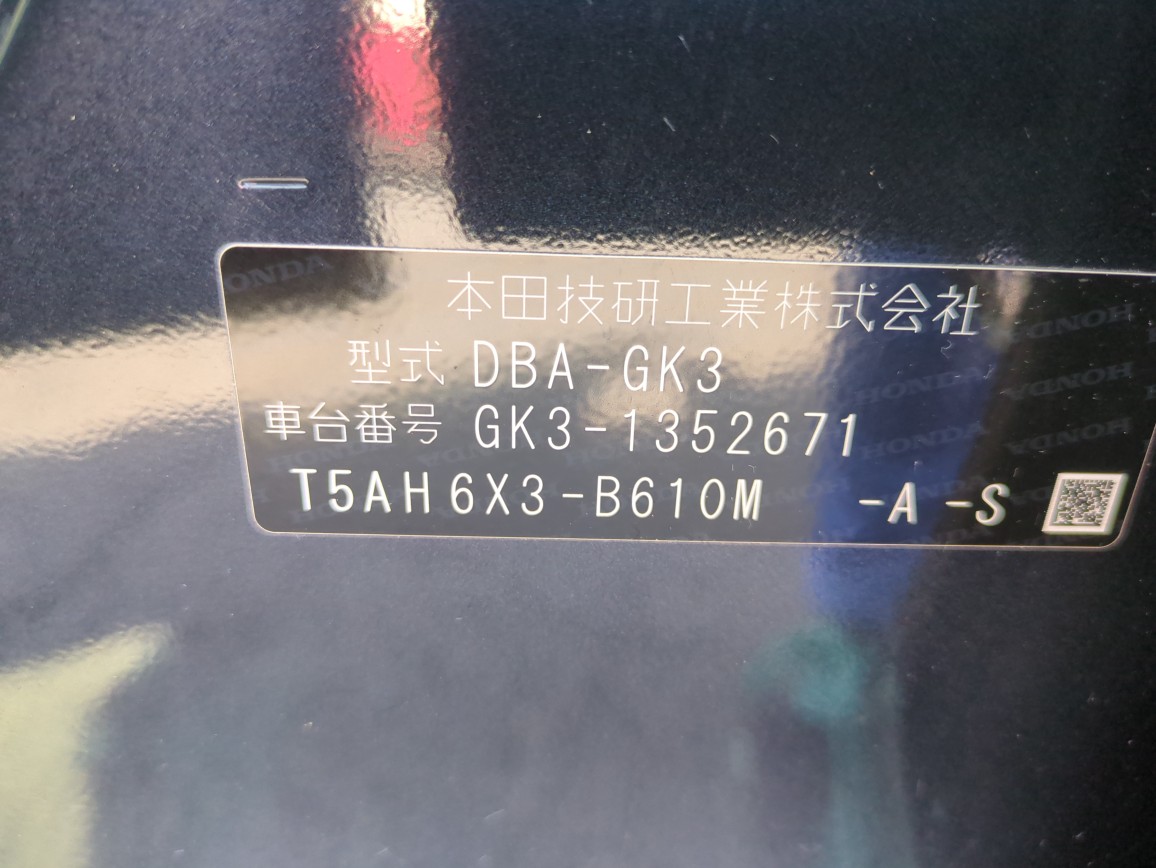 本田技研工業株式会社
型式 DBA-GK3
車台番号 GK3-1352671
T5AH6X3-B610M -A -S